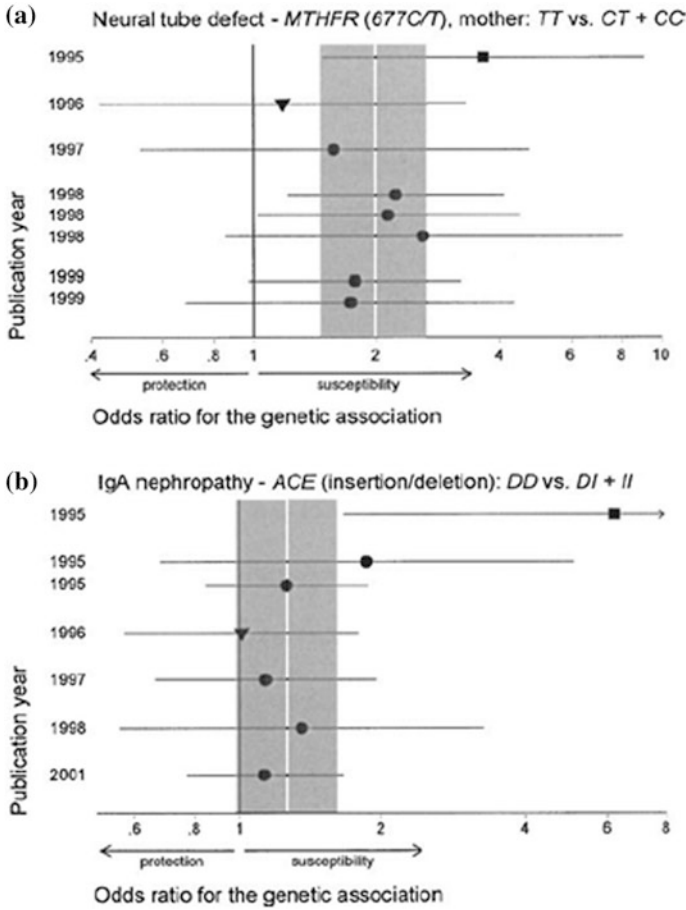 (a) Neural tube defect - MTHFR (677C/T), mother: TT vs. CT + CC
Publication year
1995
1996
1997
1998
1998
1998
1999
1999
.4 .6 .8 1 2 4 6 8 10
protection susceptibility
Odds ratio for the genetic association
(b) IgA nephropathy - ACE (insertion/deletion): DD vs. DI + II
Publication year
1995
1995
1995
1996
1997
1998
2001
.6 1 2 4 6 8
protection susceptibility
Odds ratio for the genetic association